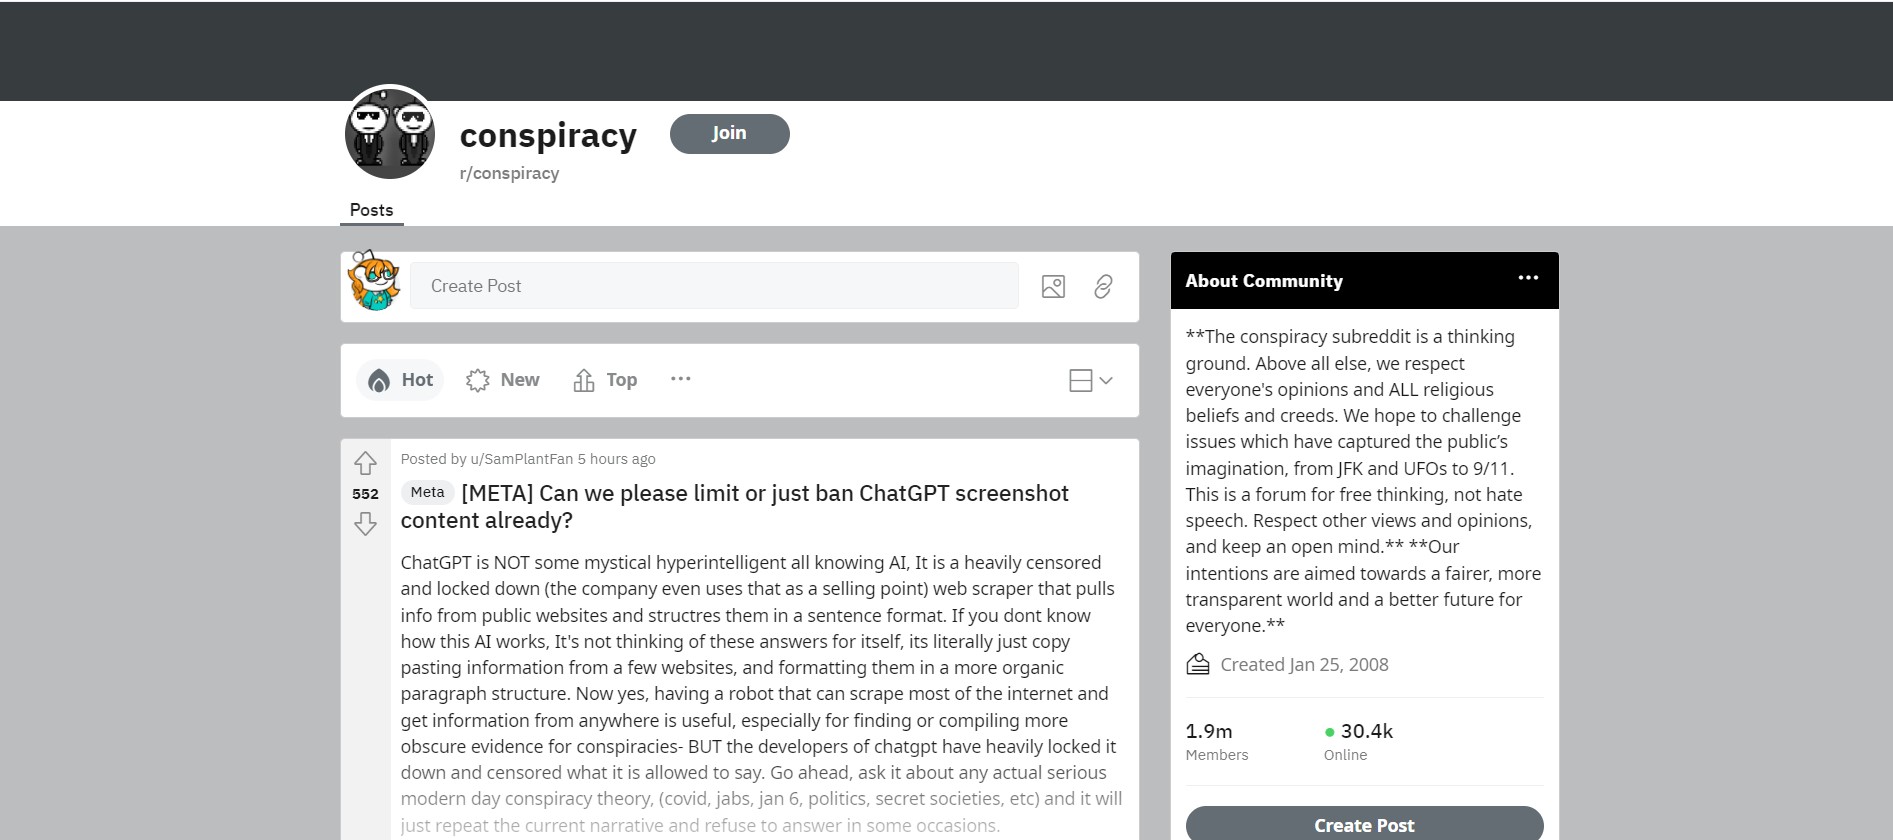 conspiracy
Join
r/conspiracy
Posts
Create Post
Hot
New
Top
Posted by u/SamPlantFan 5 hours ago
Meta [META] Can we please limit or just ban ChatGPT screenshot
content already?
552
ChatGPT is NOT some mystical hyperintelligent all knowing AI, It is a heavily censored
and locked down (the company even uses that as a selling point) web scraper that pulls
info from public websites and structres them in a sentence format. If you dont know
how this AI works, It's not thinking of these answers for itself, its literally just copy
pasting information from a few websites, and formatting them in a more organic
paragraph structure. Now yes, having a robot that can scrape most of the internet and
get information from anywhere is useful, especially for finding or compiling more
obscure evidence for conspiracies- BUT the developers of chatgpt have heavily locked it
down and censored what it is allowed to say. Go ahead, ask it about any actual serious
modern day conspiracy theory, (covid, jabs, jan 6, politics, secret societies, etc) and it will
just repeat the current narrative and refuse to answer in some occasions.
About Community
**The conspiracy subreddit is a thinking
ground. Above all else, we respect
everyone's opinions and ALL religious
beliefs and creeds. We hope to challenge
issues which have captured the public’s
imagination, from JFK and UFOs to 9/11.
This is a forum for free thinking, not hate
speech. Respect other views and opinions,
and keep an open mind.** **Our
intentions are aimed towards a fairer, more
transparent world and a better future for
everyone.**
Created Jan 25, 2008
1.9m
Members
30.4k
Online
Create Post